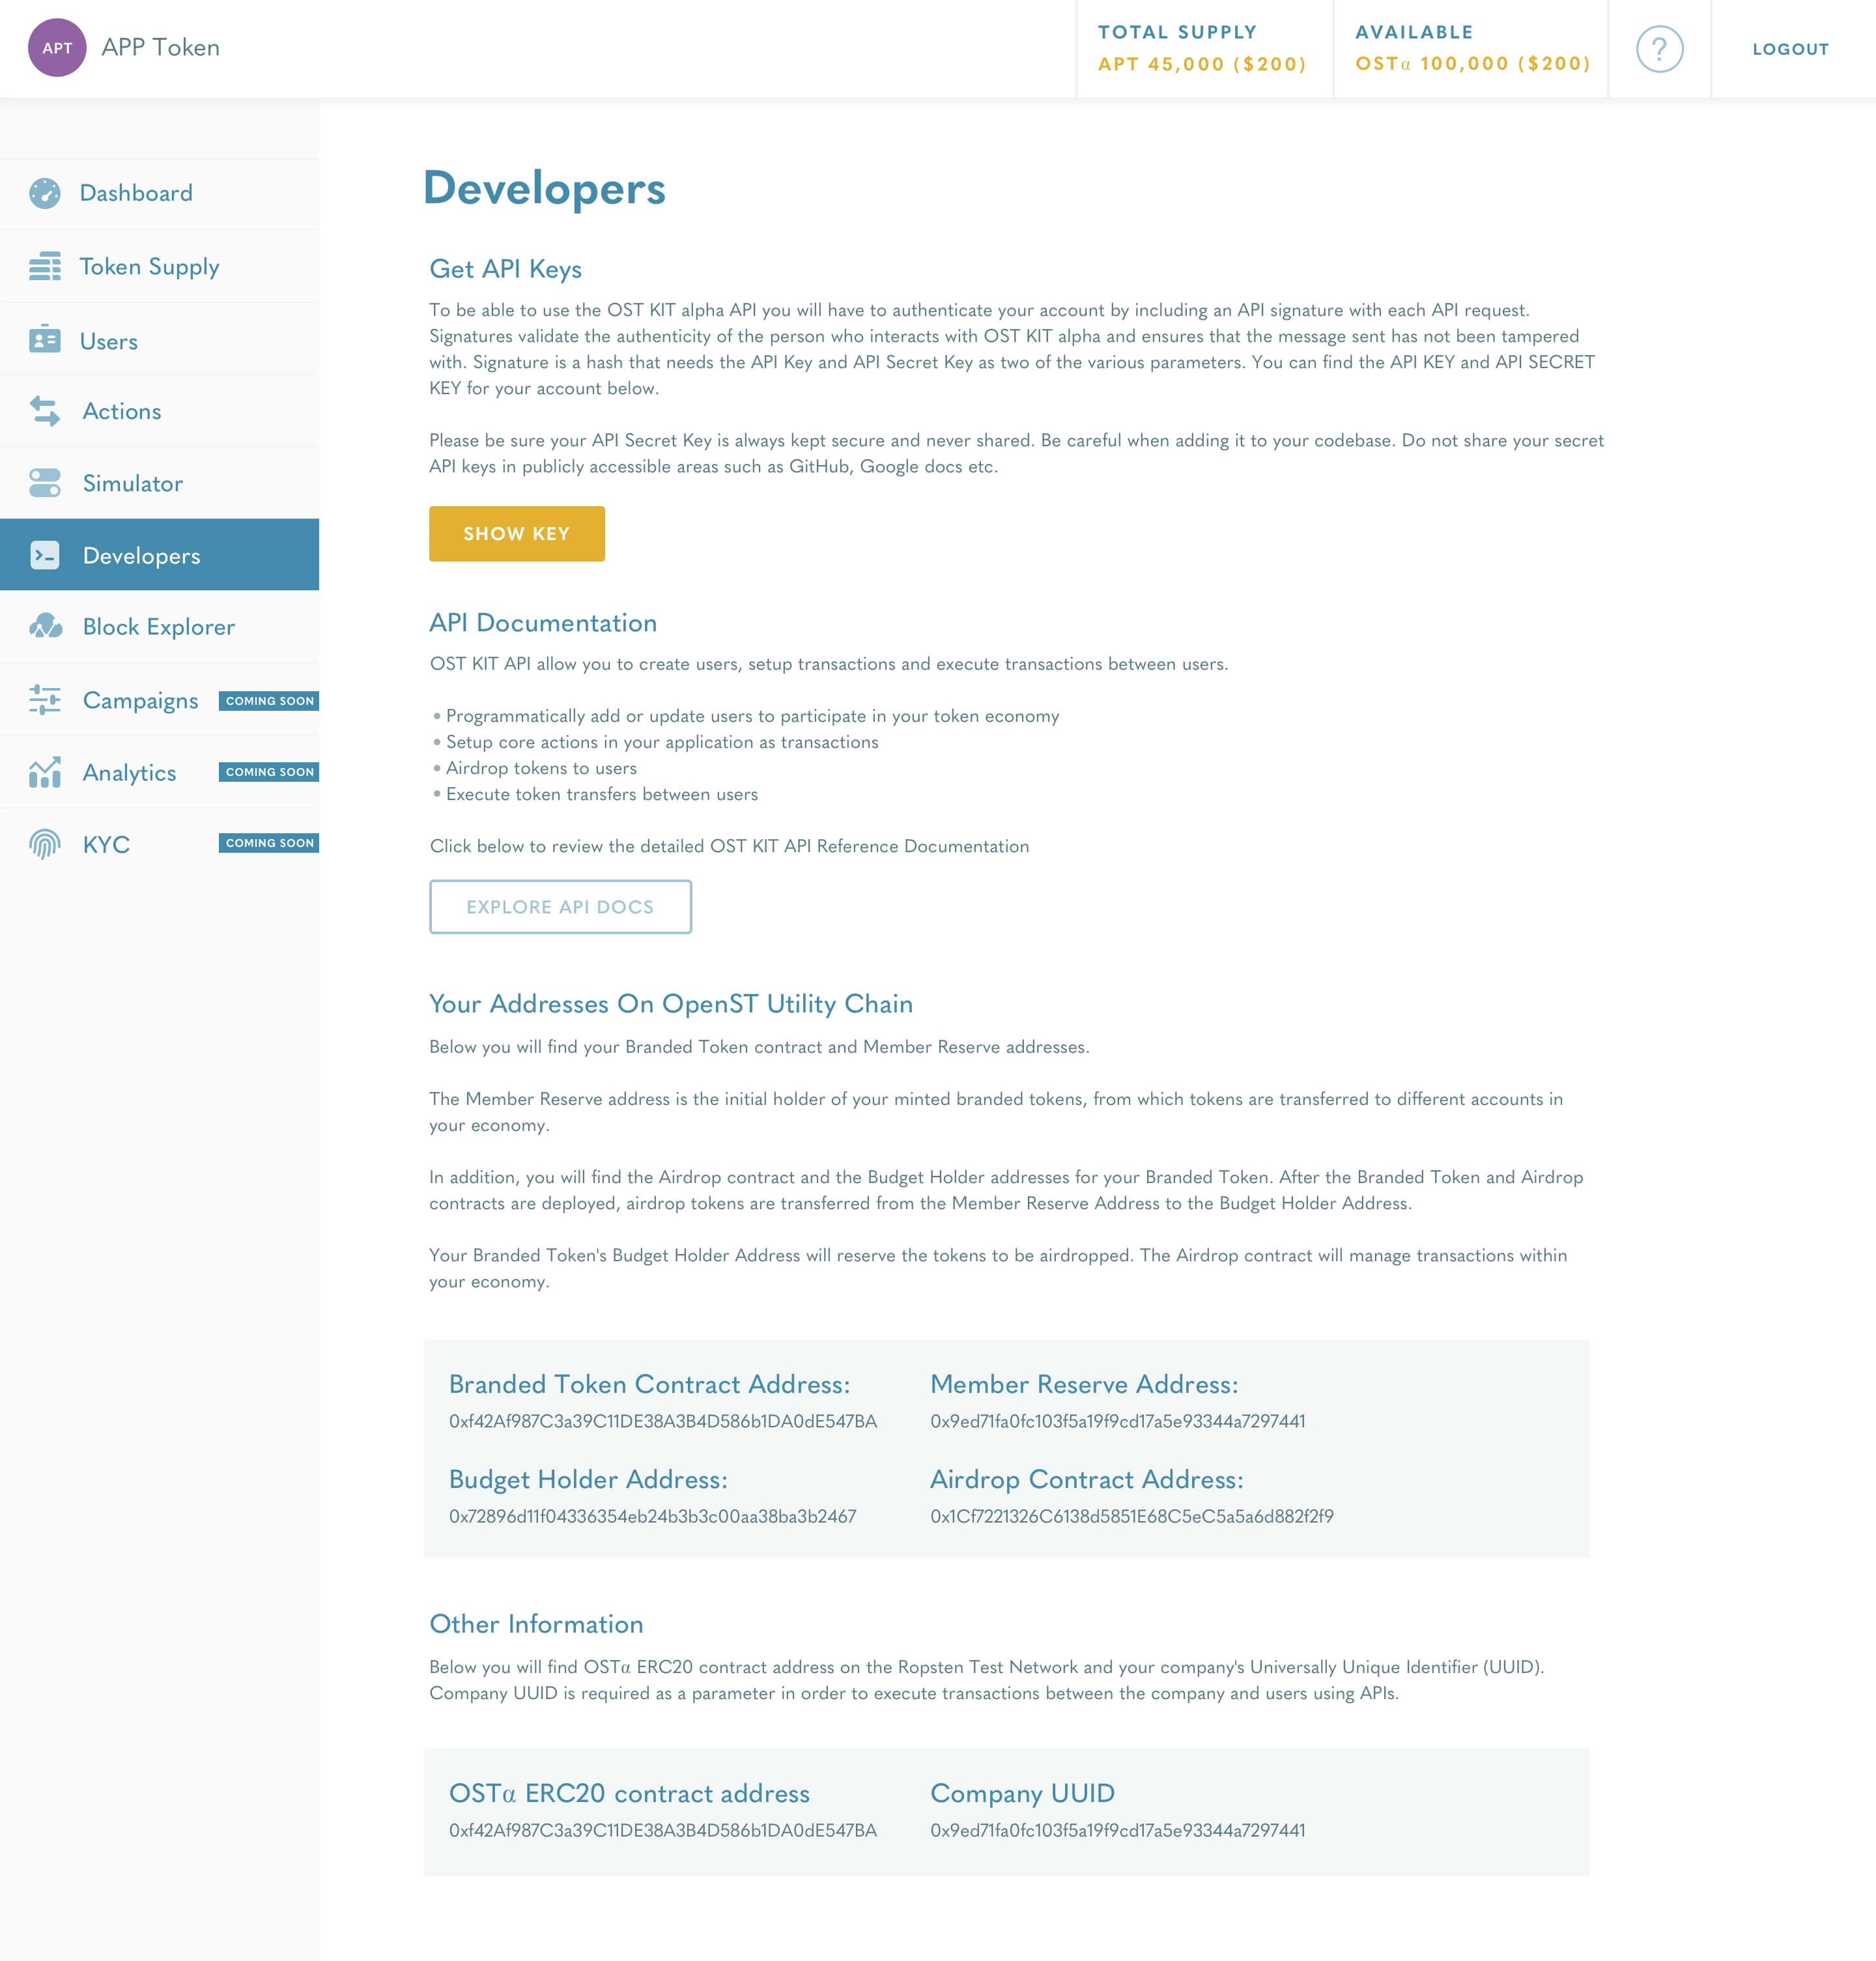 APT
APP Token
TOTAL SUPPLY
APT 45,000 ($200)
AVAILABLE
OSTα 100,000 ($200)
?
LOGOUT
Dashboard
Token Supply
Users
Actions
Simulator
Developers
Block Explorer
Campaigns COMING SOON
Analytics COMING SOON
KYC COMING SOON
Developers
Get API Keys
To be able to use the OST KIT alpha API you will have to authenticate your account by including an API signature with each API request.
Signatures validate the authenticity of the person who interacts with OST KIT alpha and ensures that the message sent has not been tampered
with. Signature is a hash that needs the API Key and API Secret Key as two of the various parameters. You can find the API KEY and API SECRET
KEY for your account below.
Please be sure your API Secret Key is always kept secure and never shared. Be careful when adding it to your codebase. Do not share your secret
API keys in publicly accessible areas such as GitHub, Google docs etc.
SHOW KEY
API Documentation
OST KIT API allow you to create users, setup transactions and execute transactions between users.
• Programmatically add or update users to participate in your token economy
• Setup core actions in your application as transactions
• Airdrop tokens to users
• Execute token transfers between users
Click below to review the detailed OST KIT API Reference Documentation
EXPLORE API DOCS
Your Addresses On OpenST Utility Chain
Below you will find your Branded Token contract and Member Reserve addresses.
The Member Reserve address is the initial holder of your minted branded tokens, from which tokens are transferred to different accounts in
your economy.
In addition, you will find the Airdrop contract and the Budget Holder addresses for your Branded Token. After the Branded Token and Airdrop
contracts are deployed, airdrop tokens are transferred from the Member Reserve Address to the Budget Holder Address.
Your Branded Token's Budget Holder Address will reserve the tokens to be airdropped. The Airdrop contract will manage transactions within
your economy.
Branded Token Contract Address:
0xf42Af987C3a39C11DE38A3B4D586b1DA0dE547BA
Member Reserve Address:
0x9ed71fa0fc103f5a19f9cd17a5e93344a7297441
Budget Holder Address:
0x72896d11f04336354eb24b3b3c00aa38ba3b2467
Airdrop Contract Address:
0x1Cf7221326C6138d5851E68C5eC5a5a6d882f2f9
Other Information
Below you will find OSTα ERC20 contract address on the Ropsten Test Network and your company's Universally Unique Identifier (UUID).
Company UUID is required as a parameter in order to execute transactions between the company and users using APIs.
OSTα ERC20 contract address
0xf42Af987C3a39C11DE38A3B4D586b1DA0dE547BA
Company UUID
0x9ed71fa0fc103f5a19f9cd17a5e93344a7297441